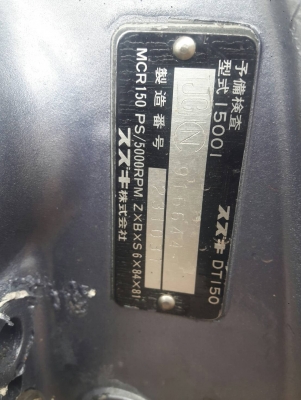 予備検査
型式 15001 スズキ DT150
製造番号
MCR150 PS/5000RPM Z×B×S6×84×81
スズキ株式会社